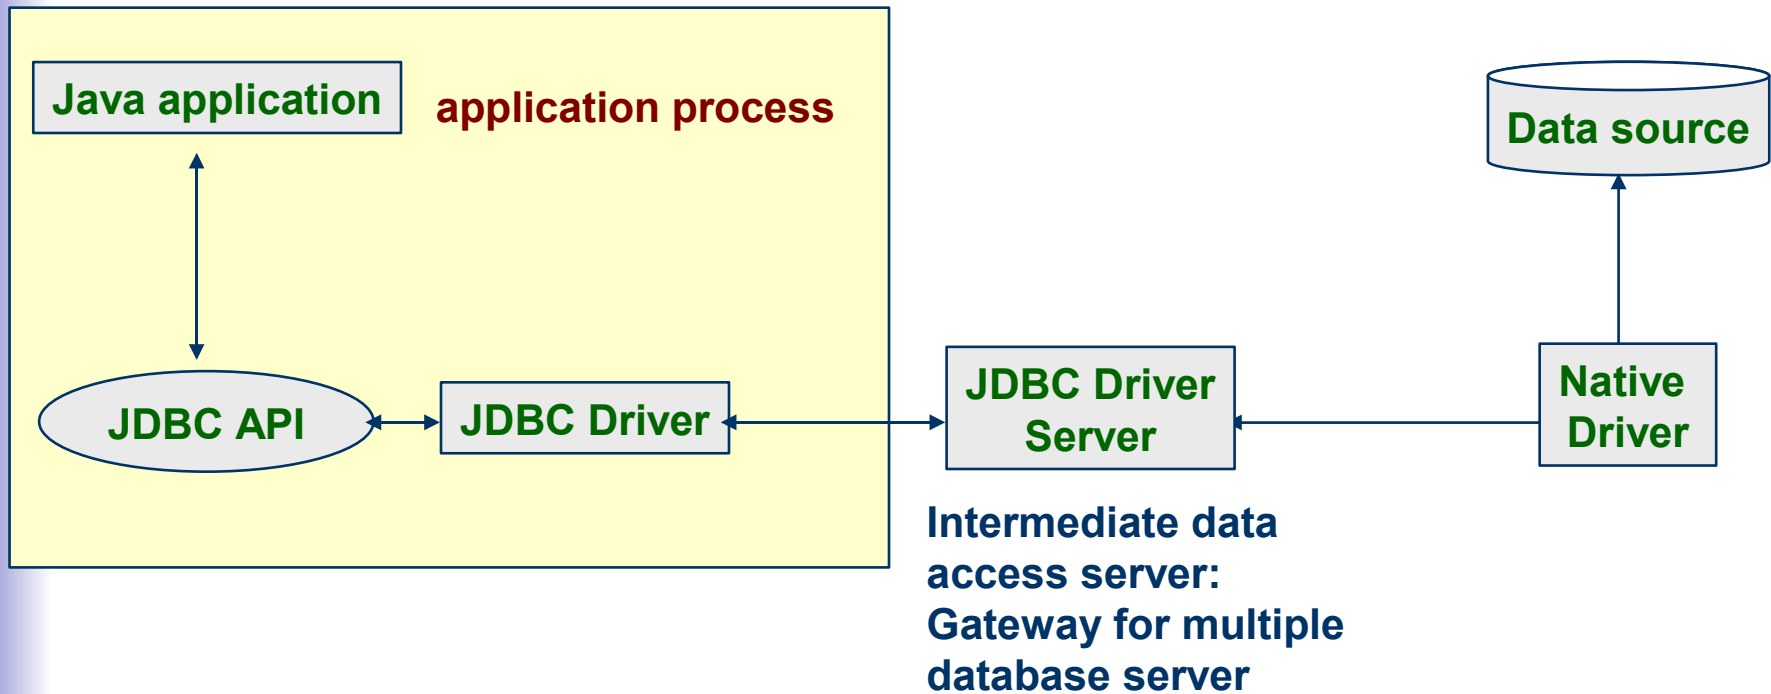 Java application
application process
Data source
JDBC API
JDBC Driver
JDBC Driver
Server
Native
Driver
Intermediate data
access server:
Gateway for multiple
database server